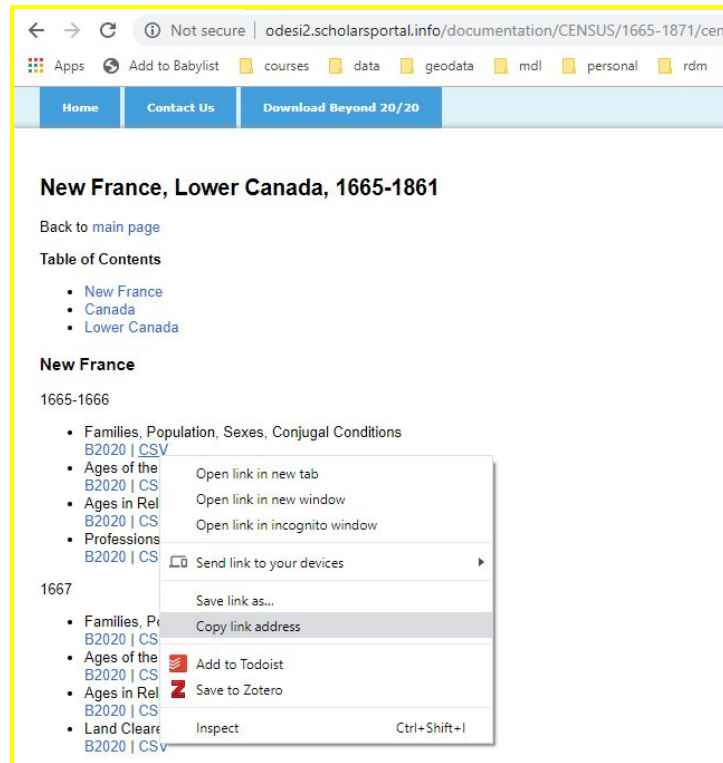 Not secure | odesi2.scholarsportal.info/documentation/CENSUS/1665-1871/cen
Apps Add to Babylist courses data geodata mdl personal rdm
Home Contact Us Download Beyond 20/20
New France, Lower Canada, 1665-1861
Back to main page
Table of Contents
New France
Canada
Lower Canada
New France
1665-1666
Families, Population, Sexes, Conjugal Conditions
B2020 | CSV
Ages of the
B2020 | CS
Ages in Rel
B2020 | CS
Professions
B2020 | CS
1667
Families, Po
B2020 | CS
Ages of the
B2020 | CS
Ages in Rel
B2020 | CS
Land Cleare
B2020 | CSV
Open link in new tab
Open link in new window
Open link in incognito window
Send link to your devices
Save link as...
Copy link address
Add to Todoist
Save to Zotero
Inspect Ctrl+Shift+I